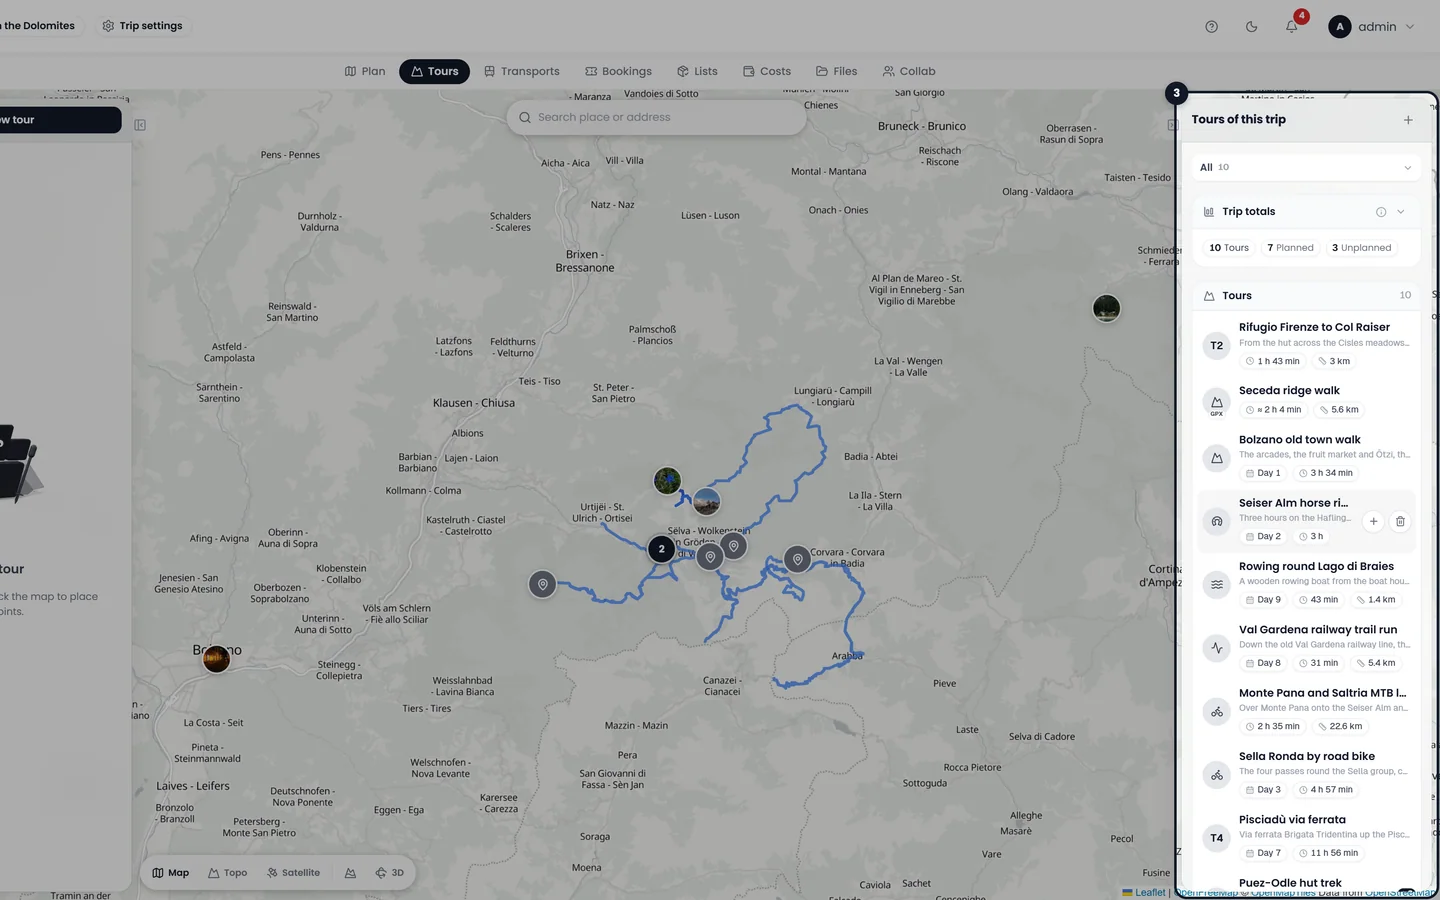 the Dolomites
Trip settings
4
A
admin
Plan
Tours
Transports
Bookings
Lists
Costs
Files
Collab
3
w tour
Search place or address
tour
ck the map to place
oints.
- Maranza
Vandoies di Sotto
Chienes
San Giorgio
Bruneck - Brunico
Oberrasen -
Rasun di Sopra
Reischach
- Riscone
Pens - Pennes
Aicha - Aica
Vill - Villa
Montal - Mantana
Taisten - Tesido
Olang - Valdaora
Natz - Naz
Lüsen - Luson
Onach - Onies
Durnholz -
Valdurna
Schalders
- Scaleres
Brixen -
Bressanone
Schmieden
- Ferrara
Al Plan de Mareo - St.
Vigil in Enneberg - San
Vigilio di Marebbe
Reinswald -
San Martino
Palmschoß
- Plancios
Latzfons
- Lazfons
Feldthurns
- Velturno
Astfeld -
Campolasta
La Val - Wengen
- La Valle
Teis - Tiso
St. Peter -
San Pietro
Sarnthein -
Sarentino
Lungiarü - Campill
- Longiarù
Klausen - Chiusa
Albions
Barbian -
Barbiano
Lajen - Laion
Badia - Abtei
Kollmann - Colma
La Ila - Stern
- La Villa
Urtijëi - St.
Ulrich - Ortisei
Kastelruth - Ciastel
- Castelrotto
Sëlva - Wolkenstein
in Gröden
2
Afing - Avigna
Oberinn -
Auna di Sopra
Corvara - Corvara
in Badia
Klobenstein
- Collalbo
Jenesien - San
Genesio Atesino
Oberbozen -
Soprabolzano
Völs am Schlern
- Fiè allo Sciliar
Unterinn -
Auna di Sotto
Cortina
d'Ampez
Steinegg -
Collepietra
Arabba
Weisslahnbad
- Lavina Bianca
Canazei -
Cianacei
Pieve
Tiers - Tires
La Costa - Seit
Mazzin - Mazin
Laste
Selva di Cadore
Pineta -
Steinmannwald
Pera
Welschnofen -
Nova Levante
San Giovanni di
Fassa - Sèn Jan
Rocca Pietore
Sottoguda
Laives - Leifers
Deutschnofen -
Nova Ponente
Karersee
- Carezza
Bronzolo
- Branzoll
Eggen - Ega
Petersberg -
Monte San Pietro
Alleghe
Masarè
Soraga
Pecol
Vare
Moena
Fusine
Caviola
Sachet
Tramin an der
Map
Topo
Satellite
3D
Tours of this trip
All 10
Trip totals
10 Tours
7 Planned
3 Unplanned
Tours 10
T2
Rifugio Firenze to Col Raiser
From the hut across the Cisles meadows...
1 h 43 min
3 km
GPX
Seceda ridge walk
≈ 2 h 4 min
5.6 km
Bolzano old town walk
The arcades, the fruit market and Ötzi, th...
Day 1
3 h 34 min
Seiser Alm horse ri...
Three hours on the Hafling...
Day 2
3 h
Rowing round Lago di Braies
A wooden rowing boat from the boat hou...
Day 9
43 min
1.4 km
Val Gardena railway trail run
Down the old Val Gardena railway line, th...
Day 8
31 min
5.4 km
Monte Pana and Saltria MTB l...
Over Monte Pana onto the Seiser Alm an...
2 h 35 min
22.6 km
Sella Ronda by road bike
The four passes round the Sella group, c...
Day 3
4 h 57 min
T4
Pisciadù via ferrata
Via ferrata Brigata Tridentina up the Pisc...
Day 7
11 h 56 min
Puez-Odle hut trek
Leaflet | OpenFreeMap © OpenMapTiles Data from OpenStreetMap